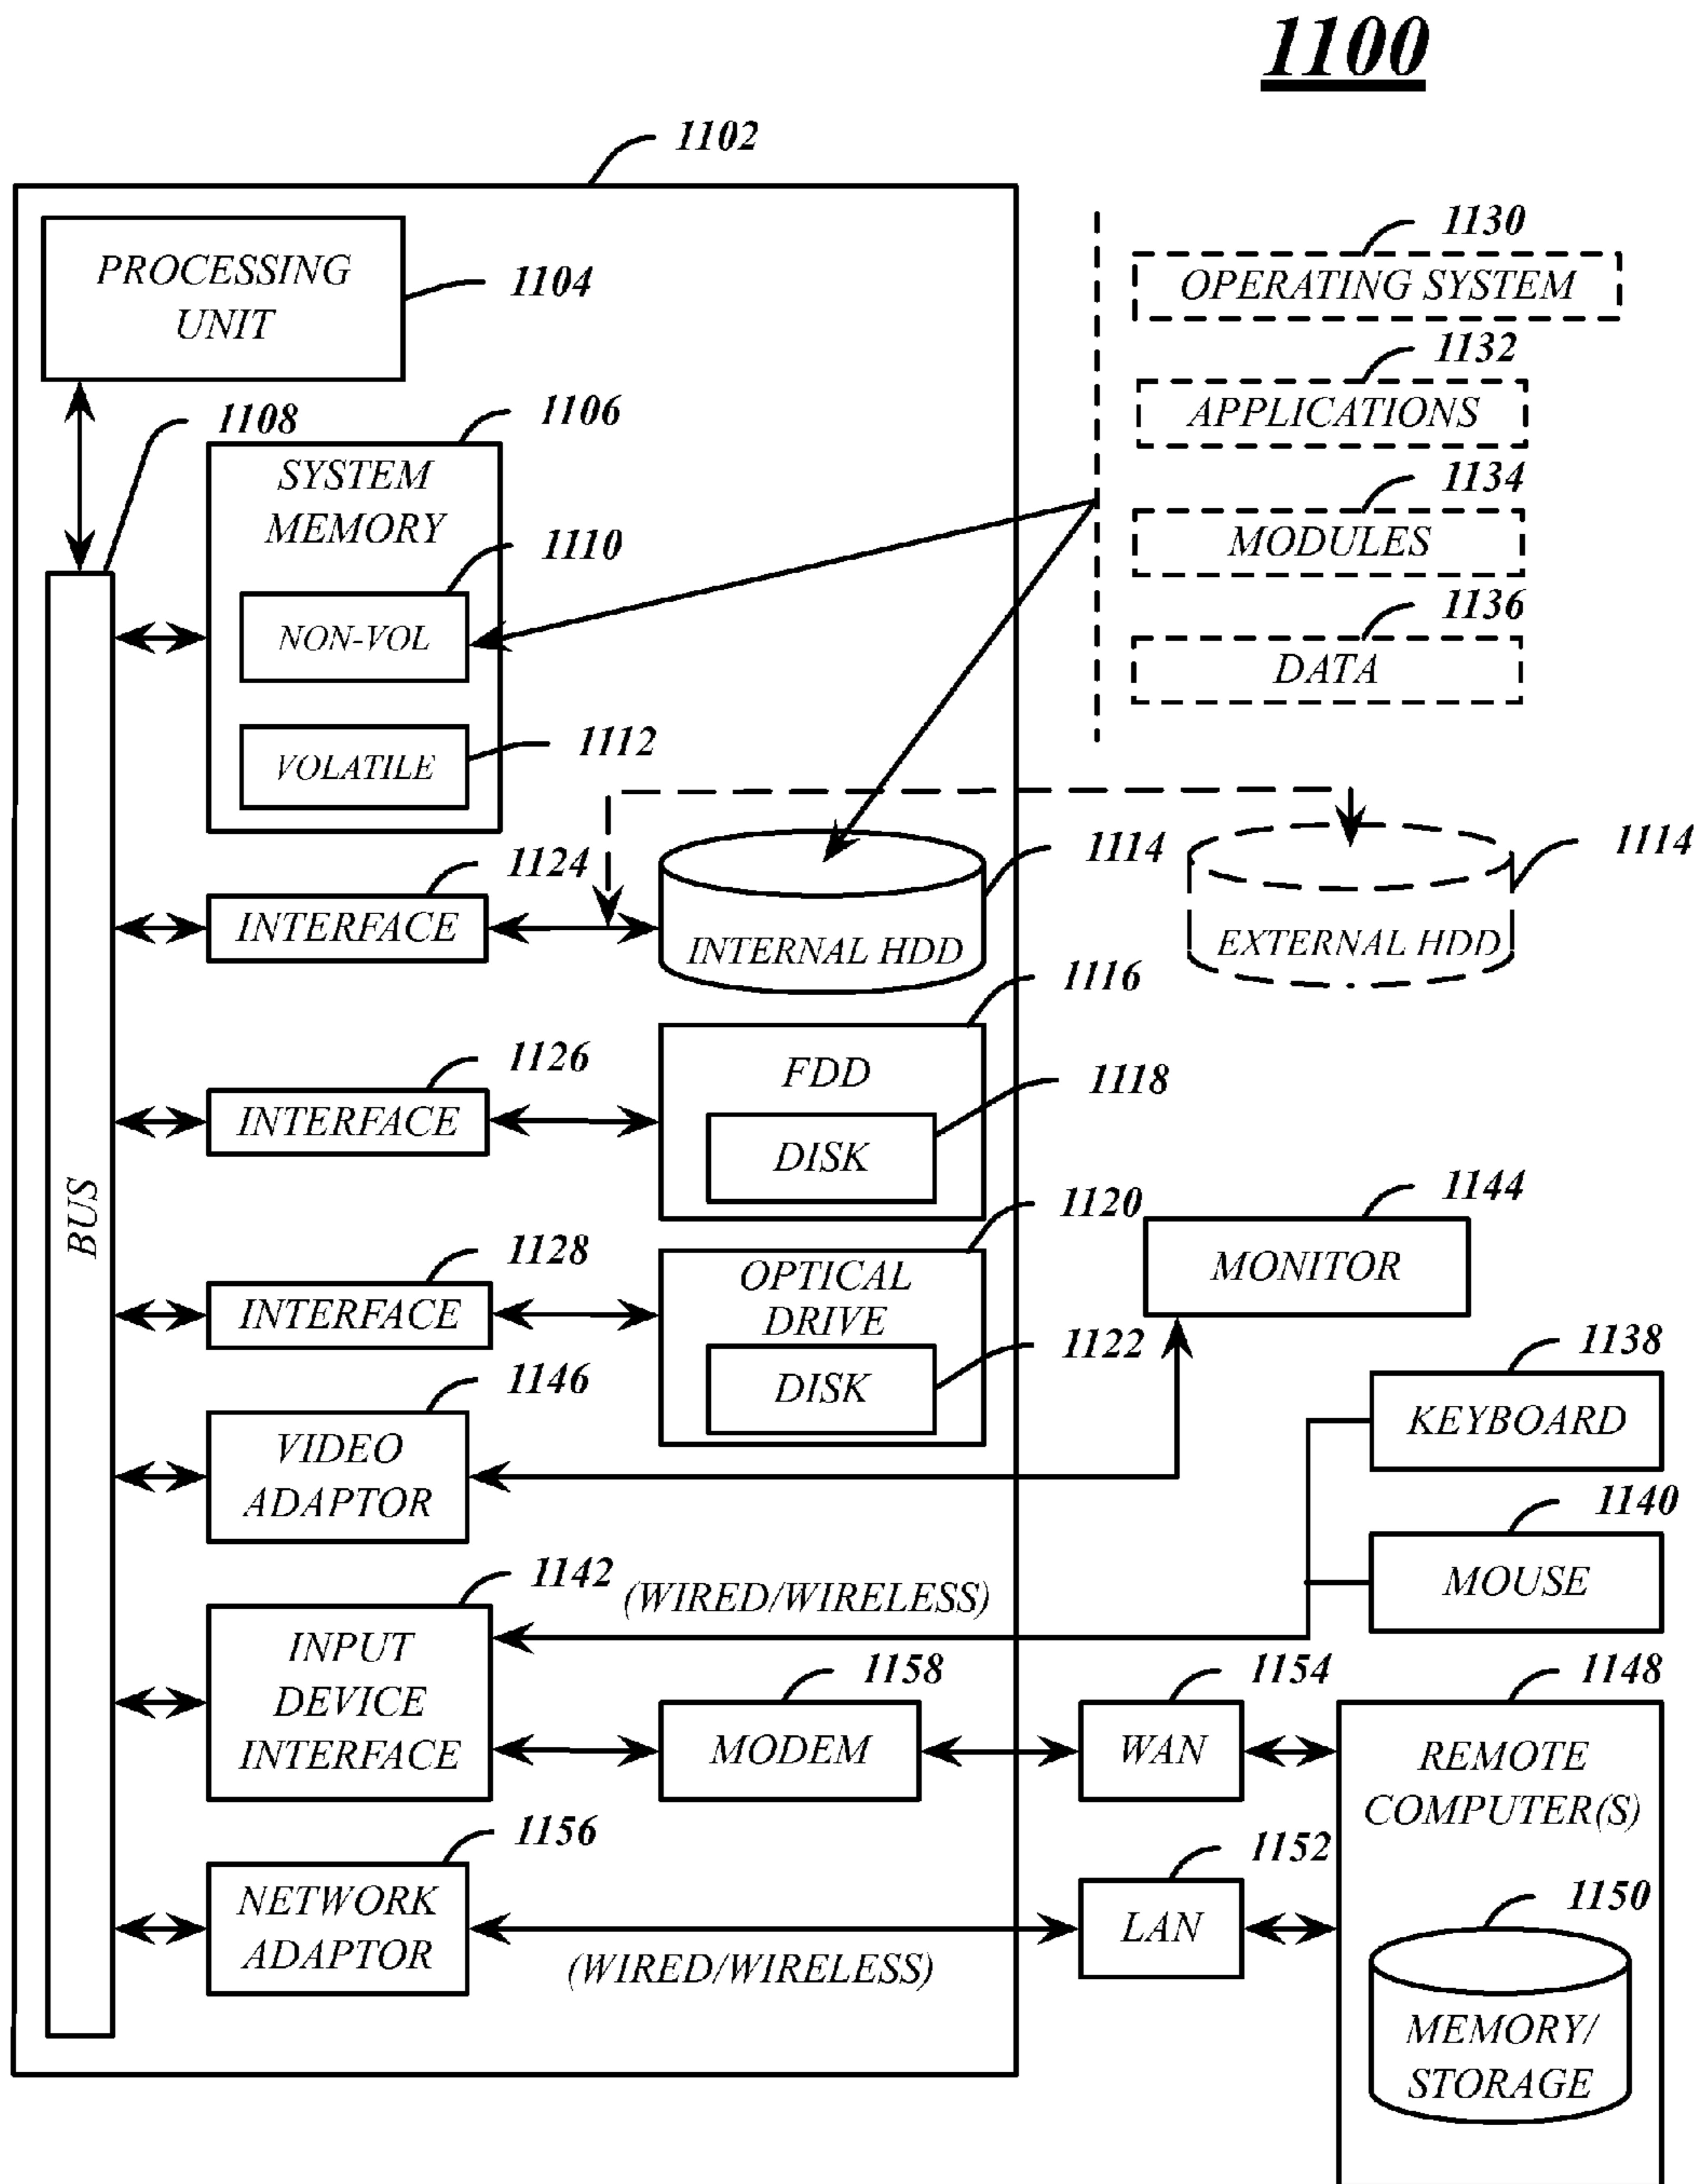 1100
1102
PROCESSING
UNIT
1104
1130
OPERATING SYSTEM
1132
APPLICATIONS
1134
MODULES
1136
DATA
1108
1106
SYSTEM
MEMORY
1110
NON-VOL
1112
VOLATILE
BUS
1124
INTERFACE
1114
INTERNAL HDD
1114
EXTERNAL HDD
1126
INTERFACE
1116
FDD
1118
DISK
1128
INTERFACE
1120
OPTICAL
DRIVE
1122
DISK
1144
MONITOR
1146
VIDEO
ADAPTOR
1138
KEYBOARD
1140
MOUSE
1142
INPUT
DEVICE
INTERFACE
(WIRED/WIRELESS)
1158
MODEM
1154
WAN
1148
REMOTE
COMPUTER(S)
1156
NETWORK
ADAPTOR
(WIRED/WIRELESS)
1152
LAN
1150
MEMORY/
STORAGE